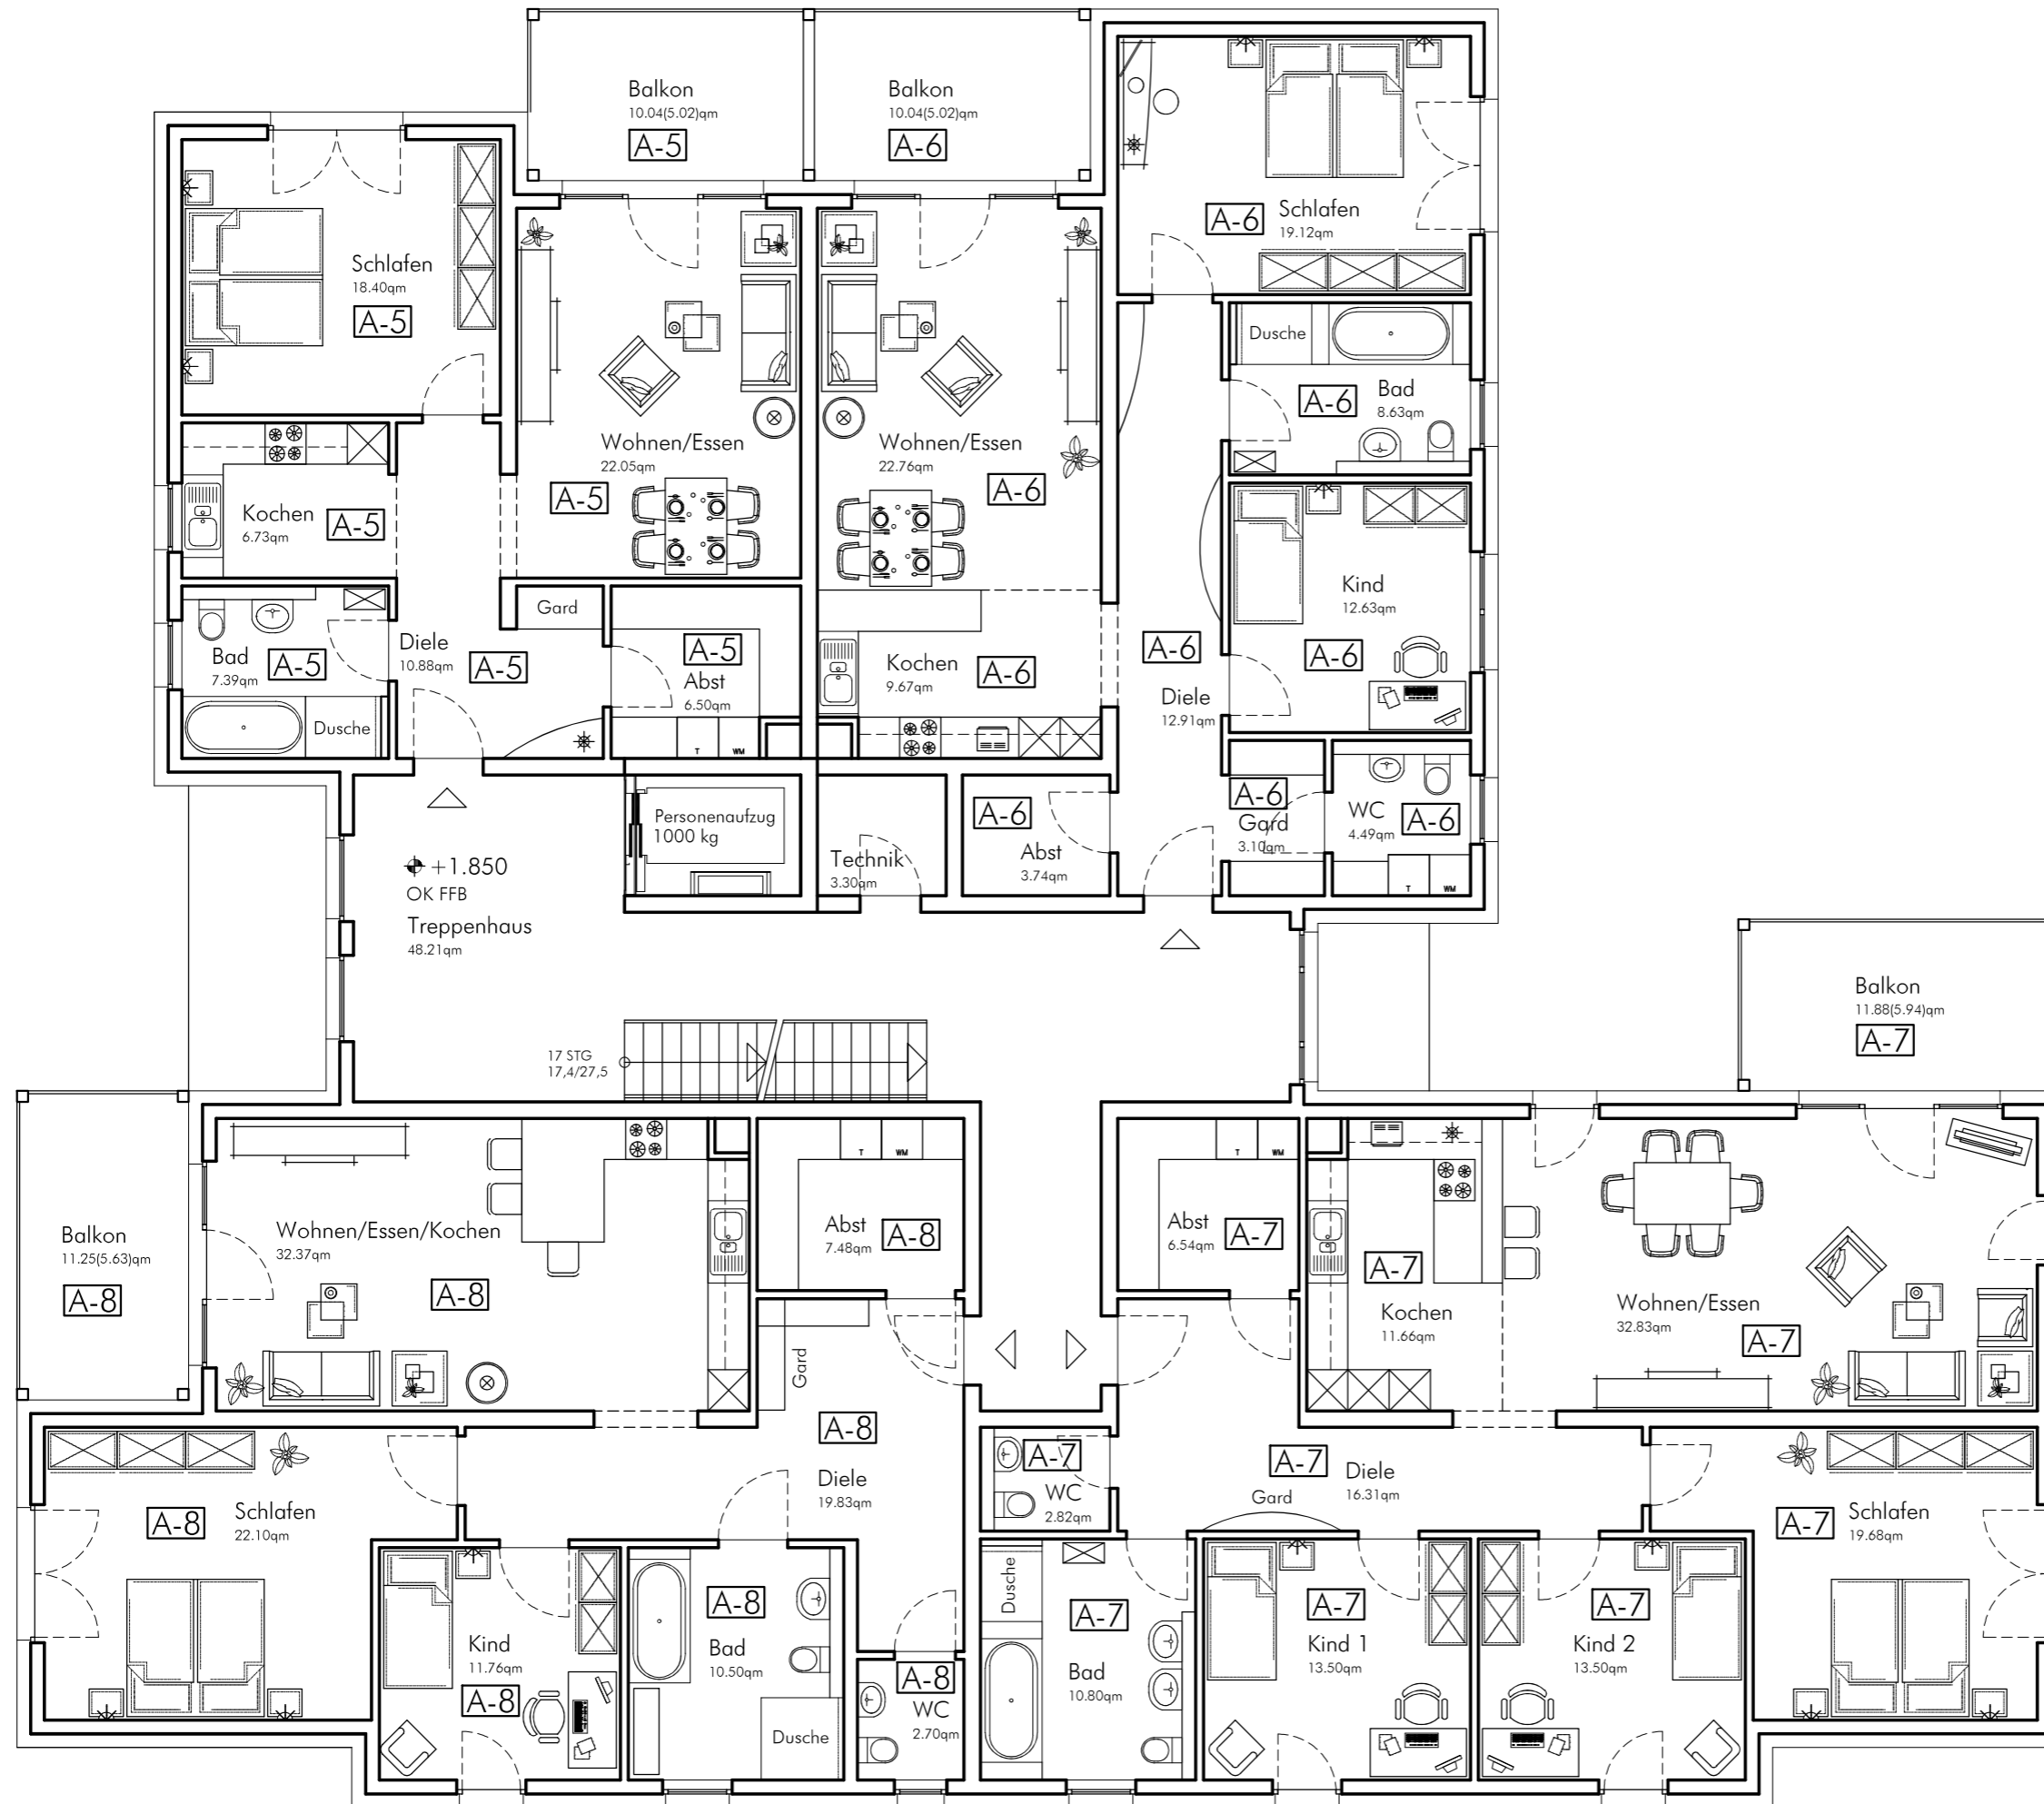 Balkon
10.04(5.02)qm
A-5
Balkon
10.04(5.02)qm
A-6
Schlafen
18.40qm
A-5
A-6
Schlafen
19.12qm
Wohnen/Essen
22.05qm
A-5
Wohnen/Essen
22.76qm
A-6
Dusche
A-6
Bad
8.63qm
Kochen
6.73qm
A-5
Kind
12.63qm
A-6
Bad
7.39qm
A-5
Dusche
Diele
10.88qm
A-5
Gard
A-5
Abst
6.50qm
T
WM
Kochen
9.67qm
A-6
A-6
Diele
12.91qm
Personenaufzug
1000 kg
Technik
3.30qm
A-6
Abst
3.74qm
A-6
Gard
3.10qm
WC
4.49qm
A-6
T
WM
+1.850
OK FFB
Treppenhaus
48.21qm
17 STG
17,4/27,5
Balkon
11.88(5.94)qm
A-7
Balkon
11.25(5.63)qm
A-8
Wohnen/Essen/Kochen
32.37qm
A-8
T
WM
Abst
7.48qm
A-8
T
WM
Abst
6.54qm
A-7
A-7
Kochen
11.66qm
Wohnen/Essen
32.83qm
A-7
Gard
A-8
Diele
19.83qm
A-8
Schlafen
22.10qm
A-7
WC
2.82qm
A-7
Diele
16.31qm
Gard
A-7
Schlafen
19.68qm
Kind
11.76qm
A-8
A-8
Bad
10.50qm
Dusche
A-8
WC
2.70qm
Dusche
A-7
Bad
10.80qm
A-7
Kind 1
13.50qm
A-7
Kind 2
13.50qm